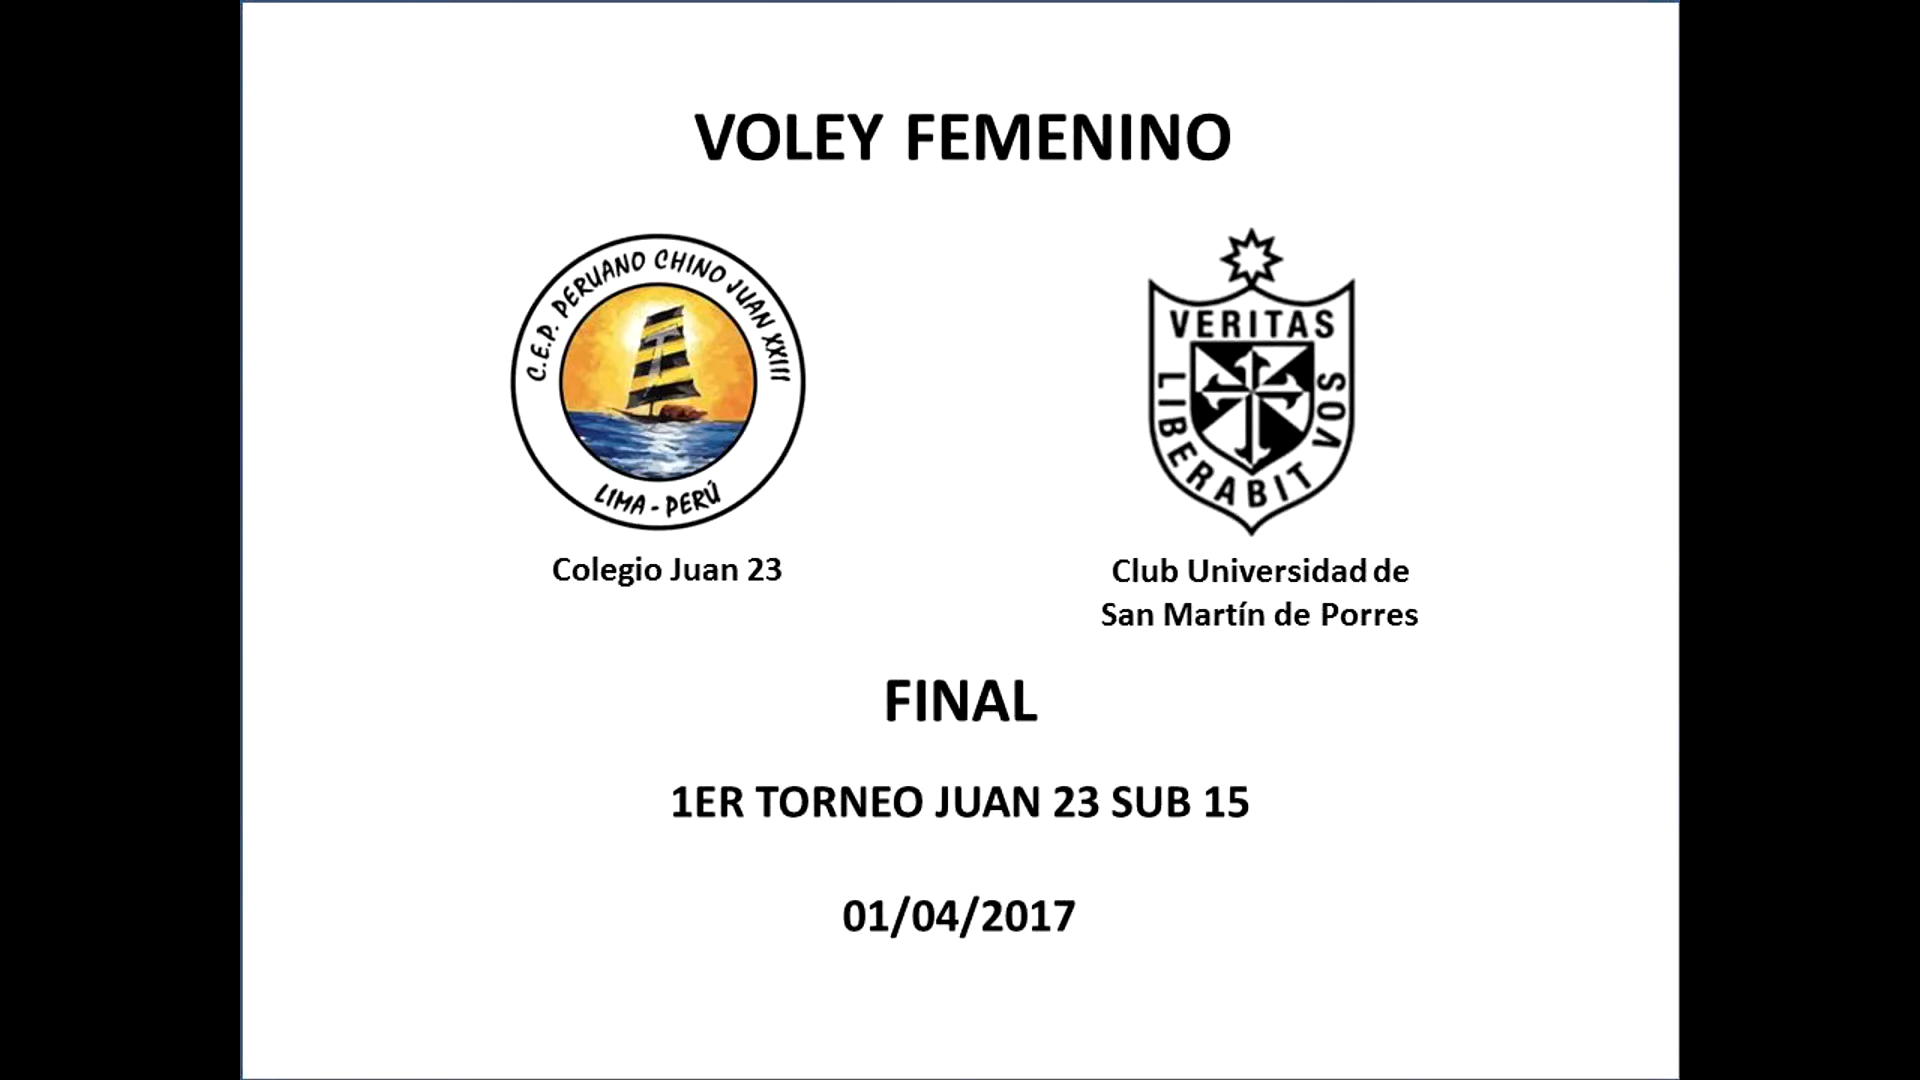 VOLEY FEMENINO
C.E.P. PERUANO CHINO JUAN XXIII
LIMA - PERÚ
VERITAS
LIBERABIT VOS
Colegio Juan 23
Club Universidad de
San Martín de Porres
FINAL
1ER TORNEO JUAN 23 SUB 15
01/04/2017